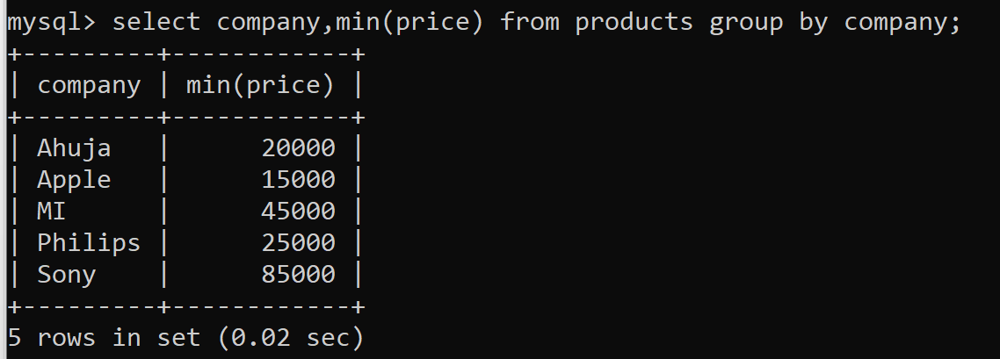 mysql> select company,min(price) from products group by company;
+---------+------------+
| company | min(price) |
+---------+------------+
| Ahuja   |      20000 |
| Apple   |      15000 |
| MI      |      45000 |
| Philips |      25000 |
| Sony    |      85000 |
+---------+------------+
5 rows in set (0.02 sec)